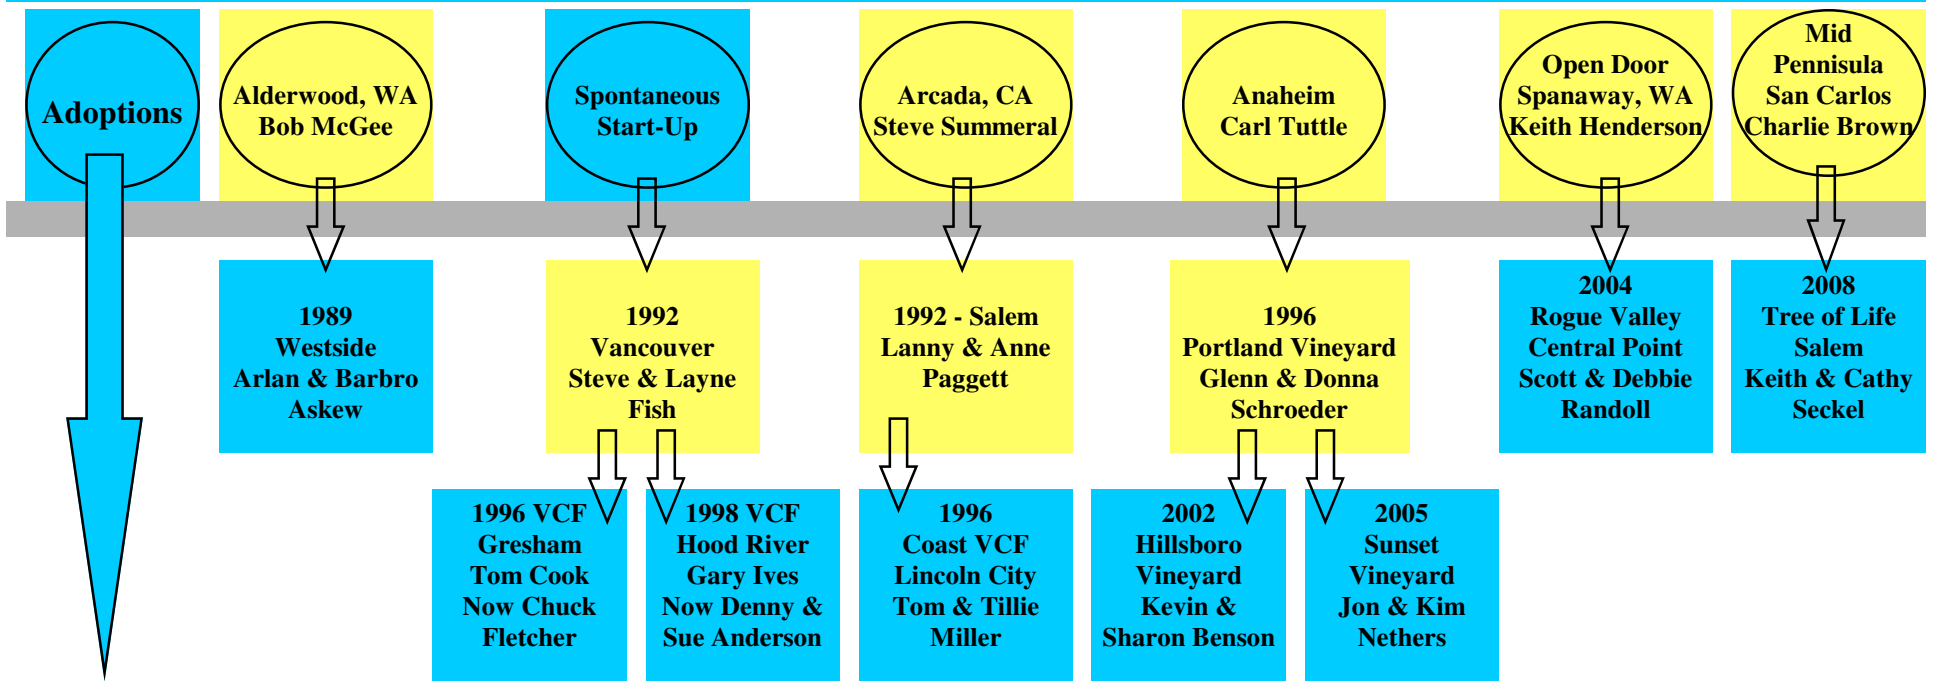 Adoptions
Alderwood, WA
Bob McGee
Spontaneous
Start-Up
Arcada, CA
Steve Summeral
Anaheim
Carl Tuttle
Open Door
Spanaway, WA
Keith Henderson
Mid
Pennisula
San Carlos
Charlie Brown
1989
Westside
Arlan & Barbro
Askew
1992
Vancouver
Steve & Layne
Fish
1992 - Salem
Lanny & Anne
Paggett
1996
Portland Vineyard
Glenn & Donna
Schroeder
2004
Rogue Valley
Central Point
Scott & Debbie
Randoll
2008
Tree of Life
Salem
Keith & Cathy
Seckel
1996 VCF
Gresham
Tom Cook
Now Chuck
Fletcher
1998 VCF
Hood River
Gary Ives
Now Denny &
Sue Anderson
1996
Coast VCF
Lincoln City
Tom & Tillie
Miller
2002
Hillsboro
Vineyard
Kevin &
Sharon Benson
2005
Sunset
Vineyard
Jon & Kim
Nethers